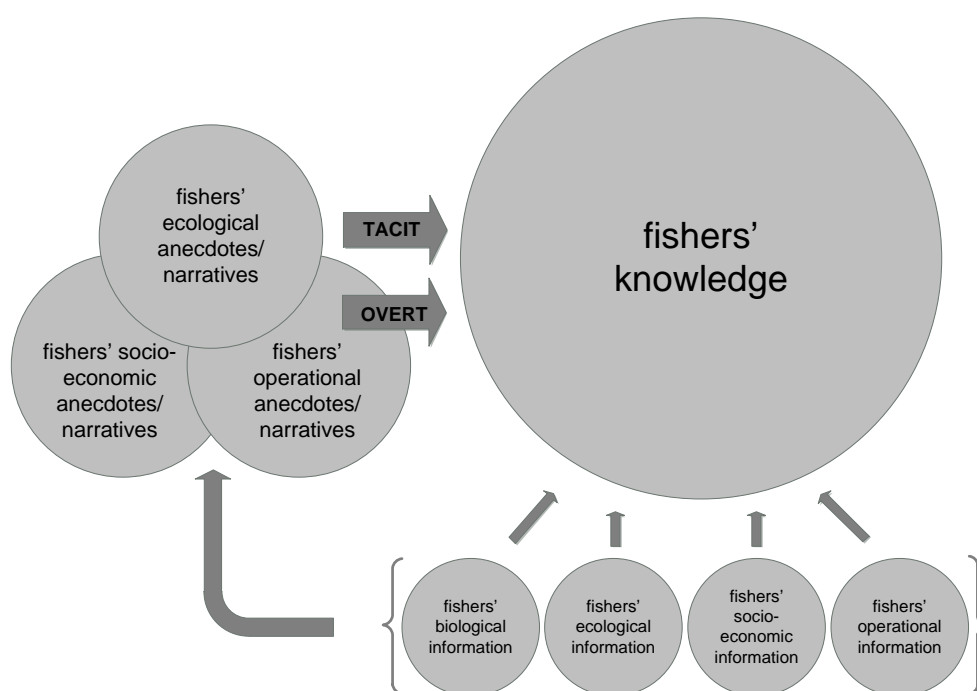 fishers'
ecological
anecdotes/
narratives
fishers' socio-
economic
anecdotes/
narratives
fishers'
operational
anecdotes/
narratives
TACIT
OVERT
fishers'
knowledge
fishers'
biological
information
fishers'
ecological
information
fishers'
socio-
economic
information
fishers'
operational
information